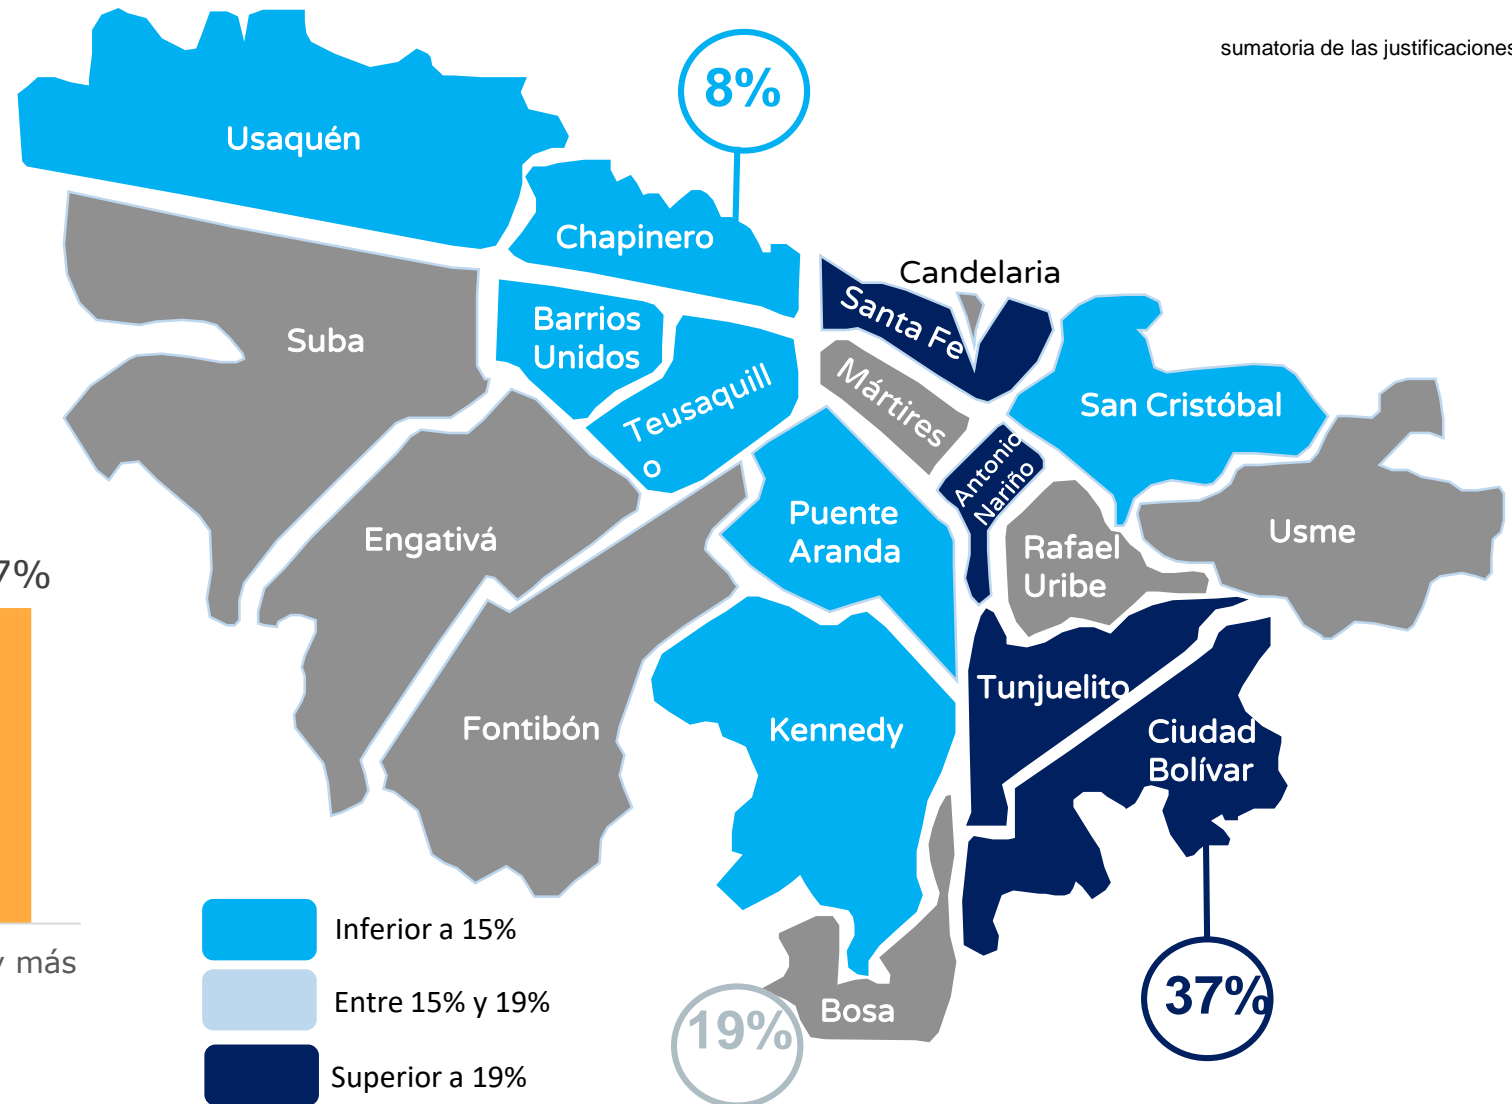 sumatoria de las justificaciones
8%
Usaquén
Chapinero
Candelaria
Santa Fe
Barrios
Unidos
Suba
Teusaquill
o
Mártires
San Cristóbal
Antonio
Nariño
Puente
Aranda
Engativá
Rafael
Uribe
Usme
7%
Tunjuelito
Fontibón
Kennedy
Ciudad
Bolívar
y más
Inferior a 15%
Entre 15% y 19%
Superior a 19%
19%
Bosa
37%